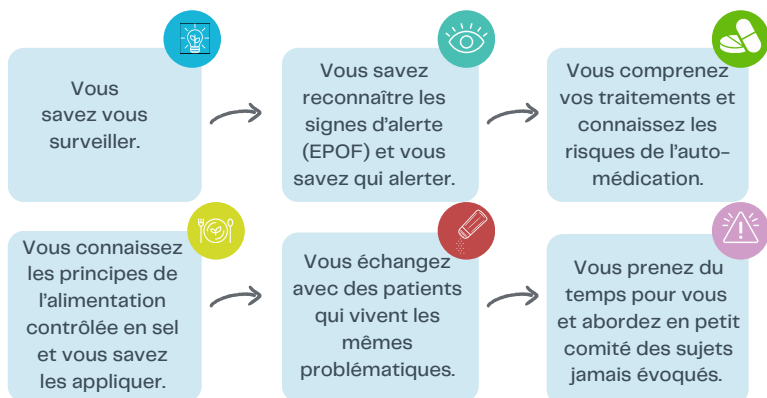 Vous
savez vous
surveiller.
Vous savez
reconnaître les
signes d'alerte
(EPOF) et vous
savez qui alerter.
Vous comprenez
vos traitements et
connaissez les
risques de l'auto-
médication.
Vous connaissez
les principes de
l'alimentation
contrôlée en sel
et vous savez
les appliquer.
Vous échangez
avec des patients
qui vivent les
mêmes
problématiques.
Vous prenez du
temps pour vous
et abordez en petit
comité des sujets
jamais évoqués.